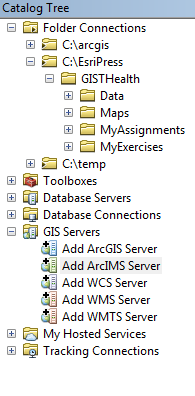 Catalog Tree
Folder Connections
C:\arcgis
C:\EsriPress
GISTHealth
Data
Maps
MyAssignments
MyExercises
C:\temp
Toolboxes
Database Servers
Database Connections
GIS Servers
Add ArcGIS Server
Add ArcIMS Server
Add WCS Server
Add WMS Server
Add WMTS Server
My Hosted Services
Tracking Connections